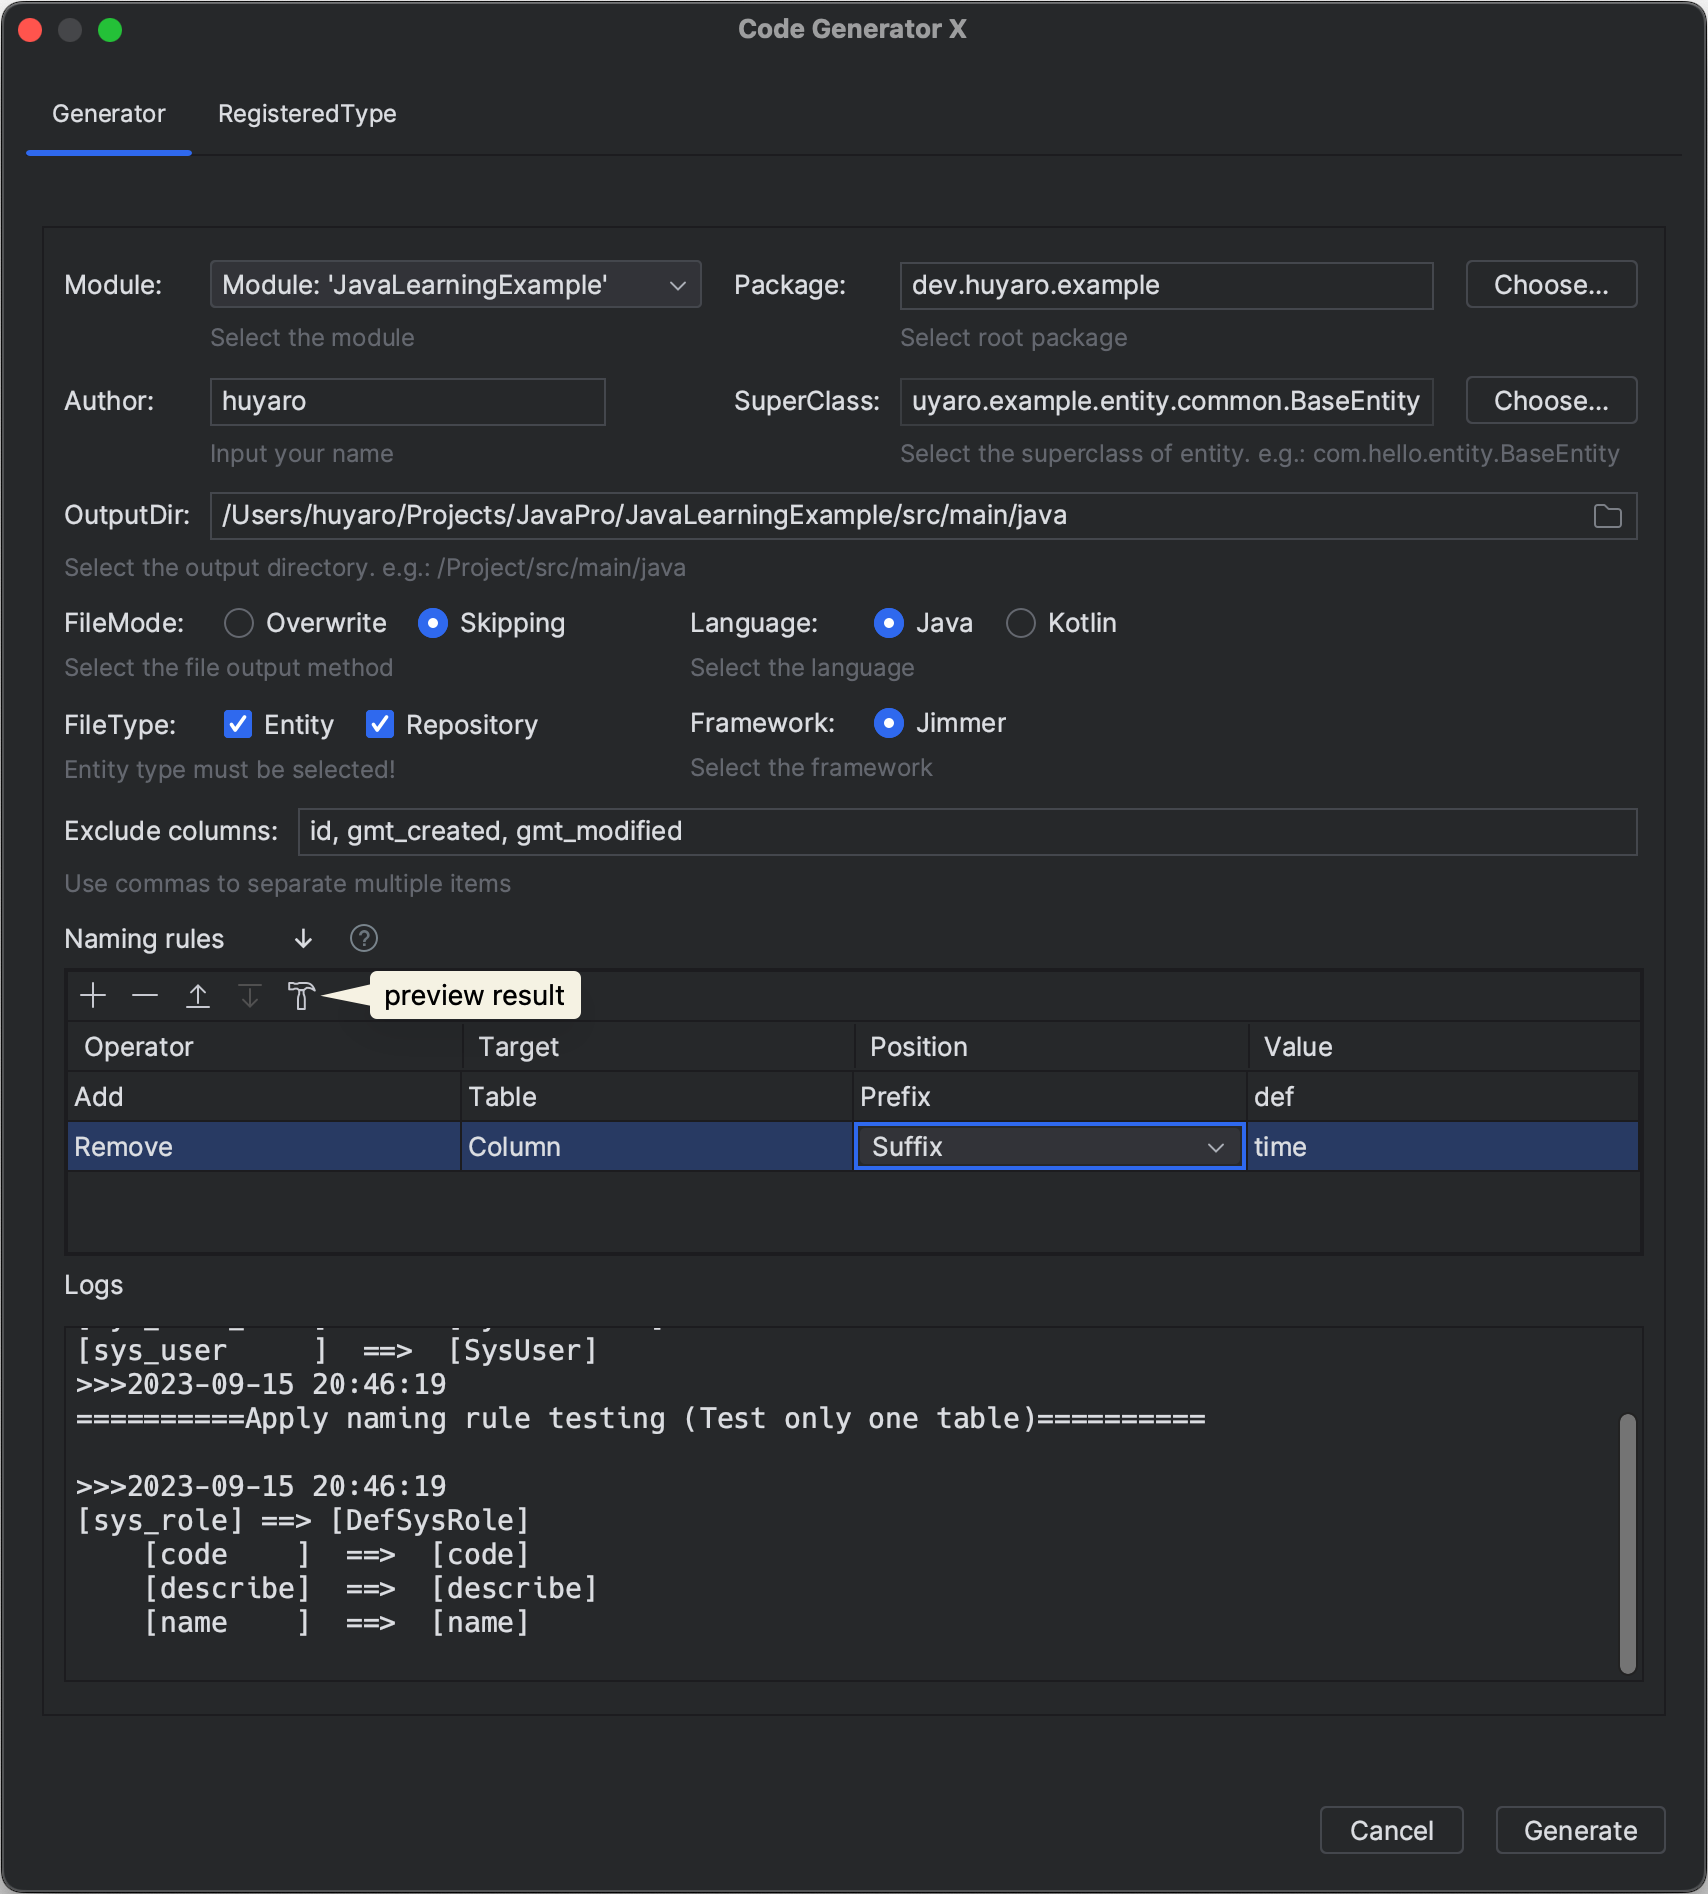 Code Generator X
Generator RegisteredType
Module: Module: 'JavaLearningExample' Package: dev.huyaro.example Choose...
Select the module Select root package
Author: huyaro SuperClass: uyaro.example.entity.common.BaseEntity Choose...
Input your name Select the superclass of entity. e.g.: com.hello.entity.BaseEntity
OutputDir: /Users/huyaro/Projects/JavaPro/JavaLearningExample/src/main/java
Select the output directory. e.g.: /Project/src/main/java
FileMode: Overwrite Skipping Language: Java Kotlin
Select the file output method Select the language
FileType: Entity Repository Framework: Jimmer
Entity type must be selected! Select the framework
Exclude columns: id, gmt_created, gmt_modified
Use commas to separate multiple items
Naming rules ↓ ?
preview result
Operator Target Position Value
Add Table Prefix def
Remove Column Suffix time
Logs
[sys_user     ]  ==>  [SysUser]
>>>2023-09-15 20:46:19
==========Apply naming rule testing (Test only one table)==========
>>>2023-09-15 20:46:19
[sys_role] ==> [DefSysRole]
[code    ]  ==>  [code]
[describe]  ==>  [describe]
[name    ]  ==>  [name]
Cancel Generate